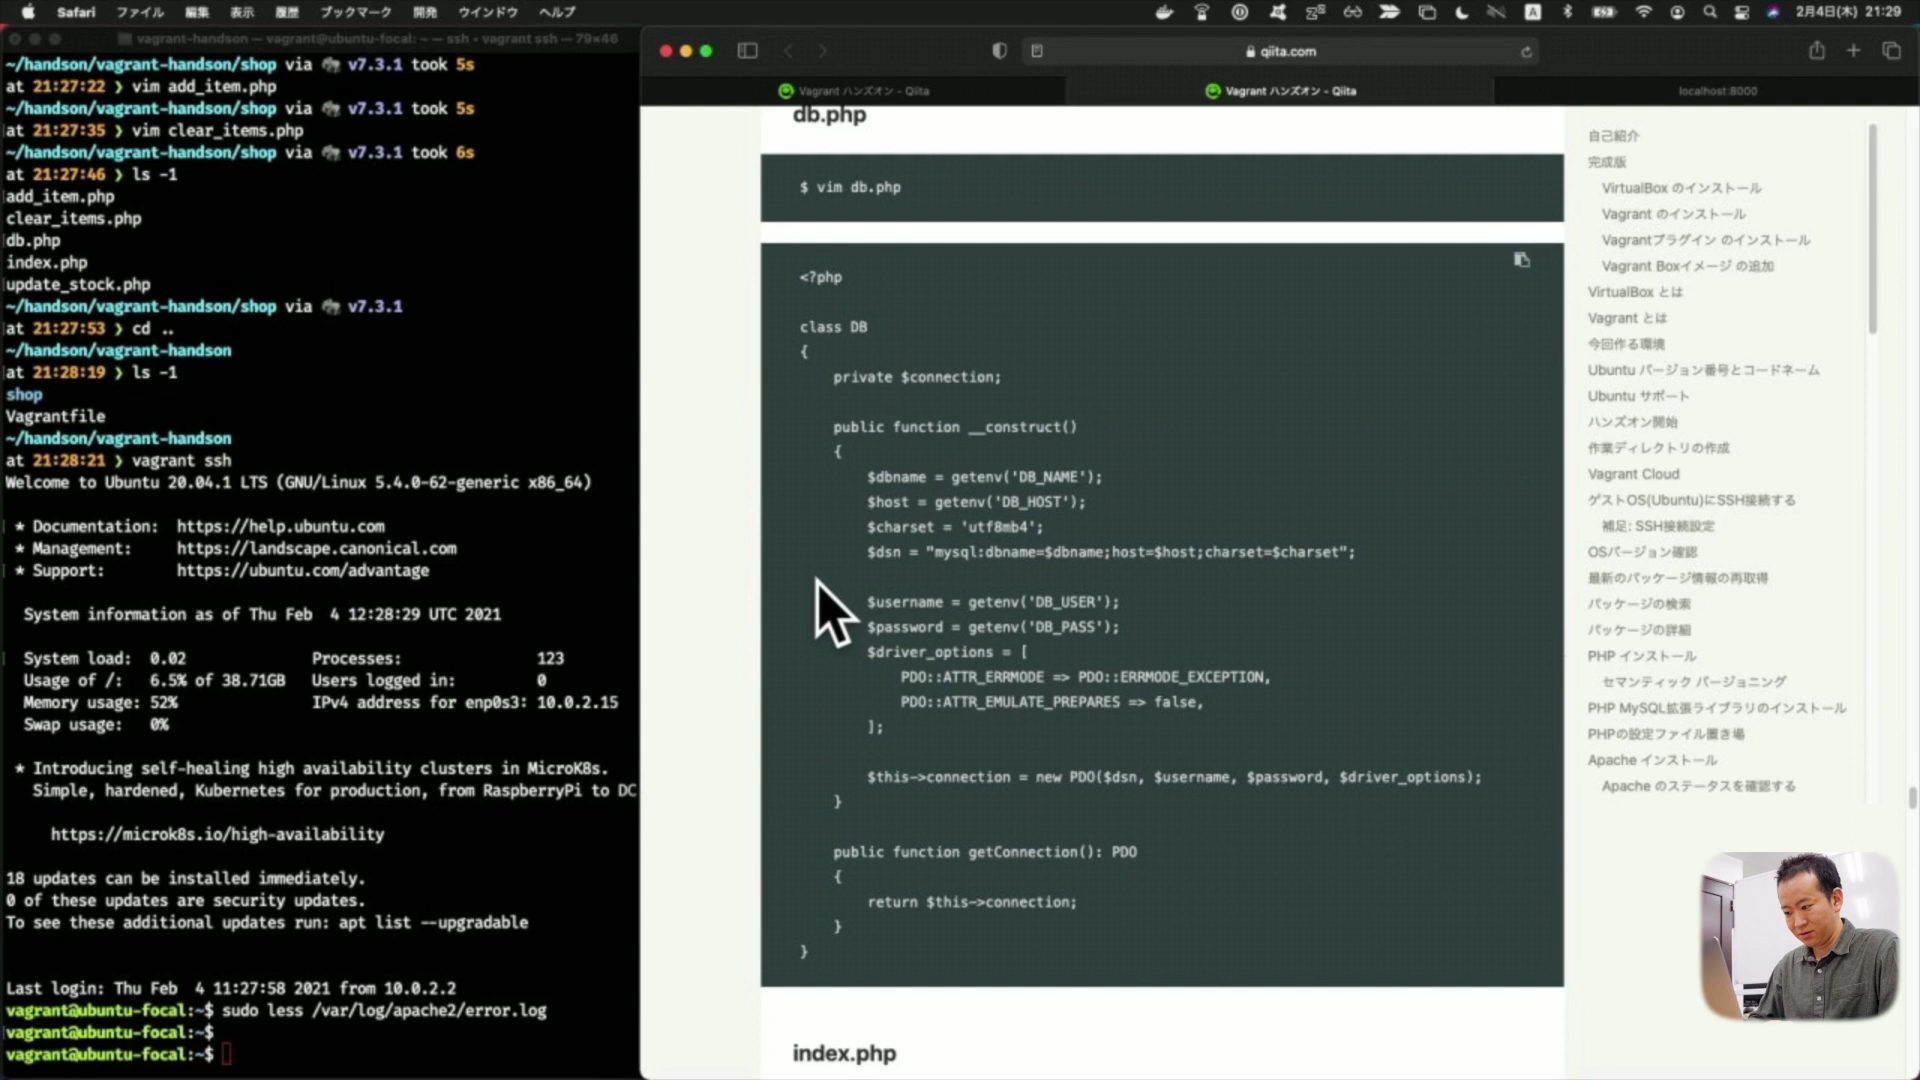 Safari ファイル 編集 表示 履歴 ブックマーク 開発 ウインドウ ヘルプ
A
2月4日(木) 21:29
vagrant-handson — vagrant@ubuntu-focal: ~ — ssh ‹ vagrant ssh — 79×46
~/handson/vagrant-handson/shop via v7.3.1 took 5s
at 21:27:22 ❯ vim add_item.php
~/handson/vagrant-handson/shop via v7.3.1 took 5s
at 21:27:35 ❯ vim clear_items.php
~/handson/vagrant-handson/shop via v7.3.1 took 6s
at 21:27:46 ❯ ls -1
add_item.php
clear_items.php
db.php
index.php
update_stock.php
~/handson/vagrant-handson/shop via v7.3.1
at 21:27:53 ❯ cd ..
~/handson/vagrant-handson
at 21:28:19 ❯ ls -1
shop
Vagrantfile
~/handson/vagrant-handson
at 21:28:21 ❯ vagrant ssh
Welcome to Ubuntu 20.04.1 LTS (GNU/Linux 5.4.0-62-generic x86_64)
* Documentation: https://help.ubuntu.com
* Management: https://landscape.canonical.com
* Support: https://ubuntu.com/advantage
System information as of Thu Feb 4 12:28:29 UTC 2021
System load: 0.02 Processes: 123
Usage of /: 6.5% of 38.71GB Users logged in: 0
Memory usage: 52% IPv4 address for enp0s3: 10.0.2.15
Swap usage: 0%
* Introducing self-healing high availability clusters in MicroK8s.
Simple, hardened, Kubernetes for production, from RaspberryPi to DC
https://microk8s.io/high-availability
18 updates can be installed immediately.
0 of these updates are security updates.
To see these additional updates run: apt list --upgradable
Last login: Thu Feb 4 11:27:58 2021 from 10.0.2.2
vagrant@ubuntu-focal:~$ sudo less /var/log/apache2/error.log
vagrant@ubuntu-focal:~$
vagrant@ubuntu-focal:~$
qiita.com
Vagrant ハンズオン - Qiita
Vagrant ハンズオン - Qiita
localhost:8000
db.php
$ vim db.php
<?php
class DB
{
private $connection;
public function __construct()
{
$dbname = getenv('DB_NAME');
$host = getenv('DB_HOST');
$charset = 'utf8mb4';
$dsn = "mysql:dbname=$dbname;host=$host;charset=$charset";
$username = getenv('DB_USER');
$password = getenv('DB_PASS');
$driver_options = [
PDO::ATTR_ERRMODE => PDO::ERRMODE_EXCEPTION,
PDO::ATTR_EMULATE_PREPARES => false,
];
$this->connection = new PDO($dsn, $username, $password, $driver_options);
}
public function getConnection(): PDO
{
return $this->connection;
}
}
index.php
自己紹介
完成版
VirtualBox のインストール
Vagrant のインストール
Vagrantプラグイン のインストール
Vagrant Boxイメージ の追加
VirtualBox とは
Vagrant とは
今回作る環境
Ubuntu バージョン番号とコードネーム
Ubuntu サポート
ハンズオン開始
作業ディレクトリの作成
Vagrant Cloud
ゲストOS(Ubuntu)にSSH接続する
補足: SSH接続設定
OSバージョン確認
最新のパッケージ情報の再取得
パッケージの検索
パッケージの詳細
PHP インストール
セマンティック バージョニング
PHP MySQL拡張ライブラリのインストール
PHPの設定ファイル置き場
Apache インストール
Apache のステータスを確認する